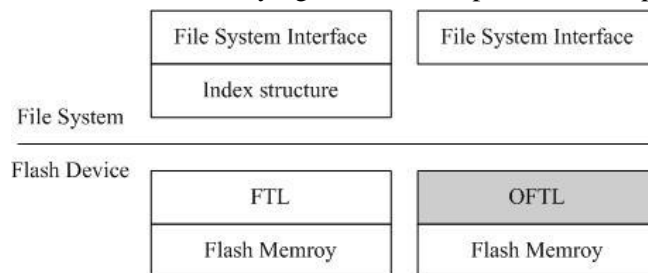 File System Interface File System Interface
Index structure
File System
Flash Device
FTL OFTL
Flash Memroy Flash Memroy